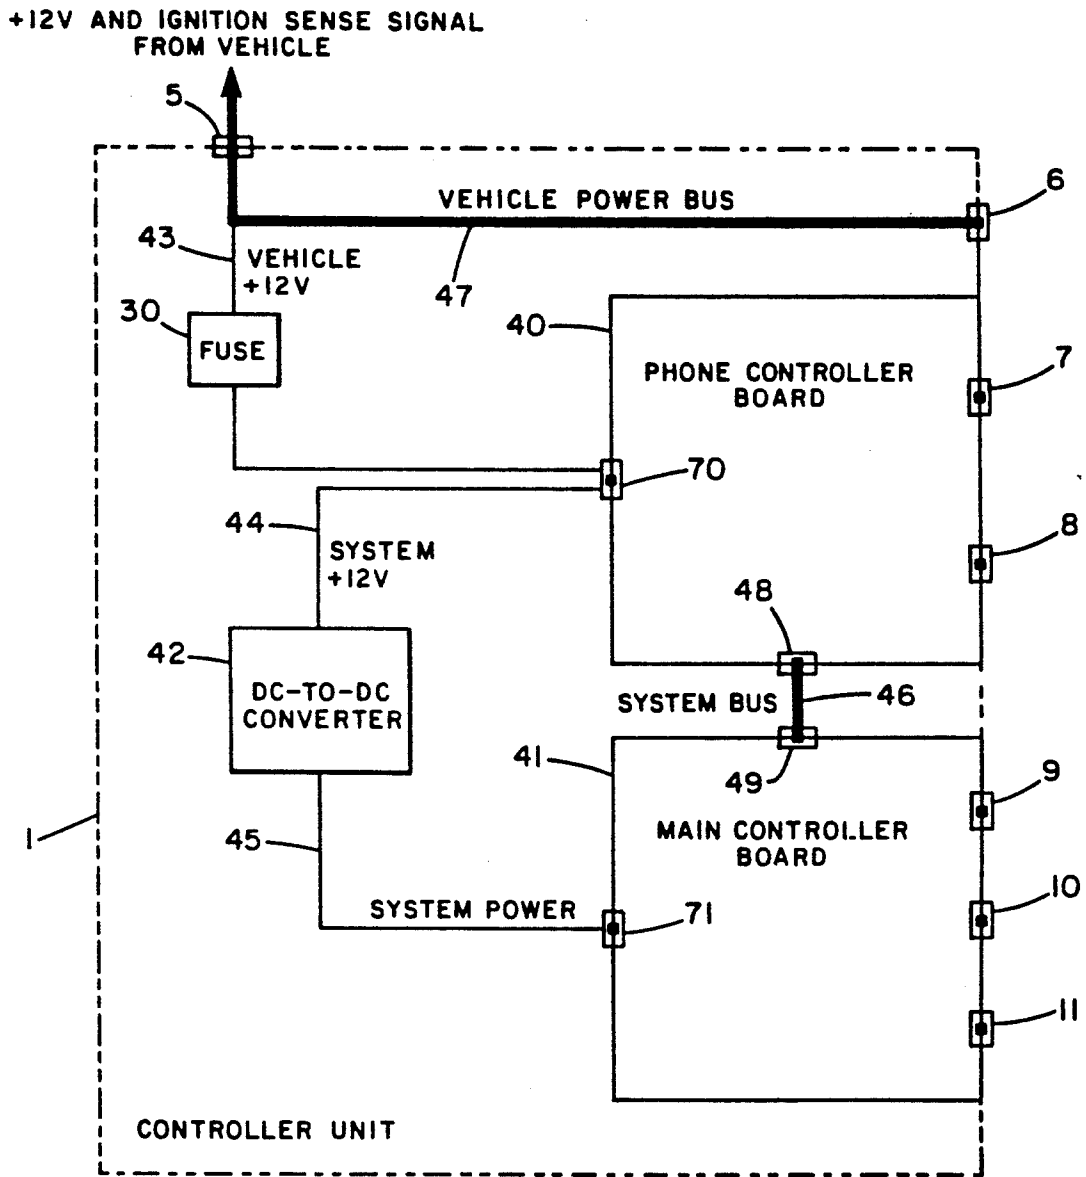 +12V AND IGNITION SENSE SIGNAL
FROM VEHICLE
5
6
VEHICLE POWER BUS
43
VEHICLE
+12V
47
30
40
FUSE
7
PHONE CONTROLLER
BOARD
70
44
8
SYSTEM
+12V
48
42
46
DC-TO-DC
CONVERTER
SYSTEM BUS
41
49
9
1
MAIN CONTROLLER
BOARD
45
10
SYSTEM POWER
71
11
CONTROLLER UNIT